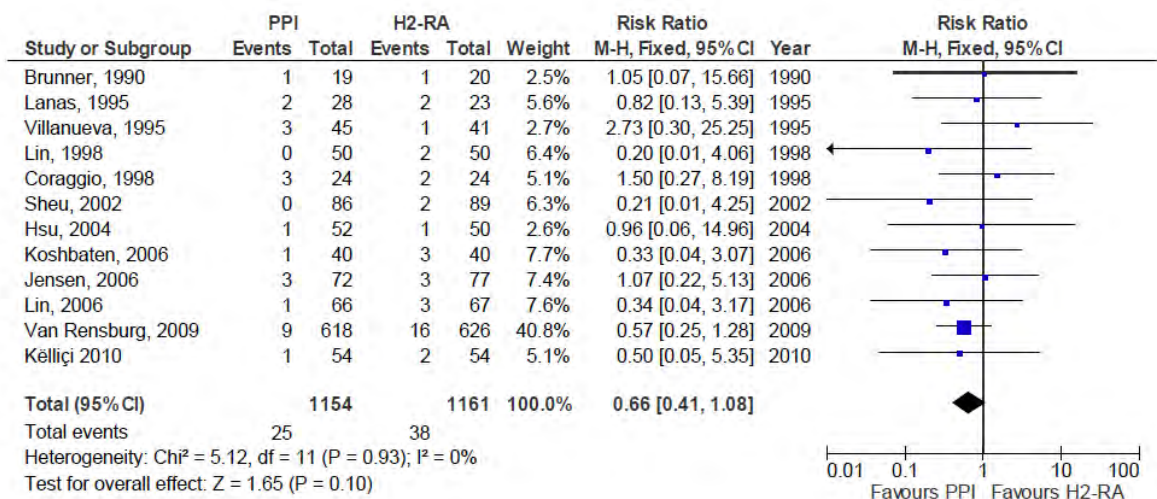 PPI H2-RA Risk Ratio Risk Ratio
Study or Subgroup Events Total Events Total Weight M-H, Fixed, 95% CI Year M-H, Fixed, 95% CI
Brunner, 1990 1 19 1 20 2.5% 1.05 [0.07, 15.66] 1990
Lanas, 1995 2 28 2 23 5.6% 0.82 [0.13, 5.39] 1995
Villanueva, 1995 3 45 1 41 2.7% 2.73 [0.30, 25.25] 1995
Lin, 1998 0 50 2 50 6.4% 0.20 [0.01, 4.06] 1998
Coraggio, 1998 3 24 2 24 5.1% 1.50 [0.27, 8.19] 1998
Sheu, 2002 0 86 2 89 6.3% 0.21 [0.01, 4.25] 2002
Hsu, 2004 1 52 1 50 2.6% 0.96 [0.06, 14.96] 2004
Koshbaten, 2006 1 40 3 40 7.7% 0.33 [0.04, 3.07] 2006
Jensen, 2006 3 72 3 77 7.4% 1.07 [0.22, 5.13] 2006
Lin, 2006 1 66 3 67 7.6% 0.34 [0.04, 3.17] 2006
Van Rensburg, 2009 9 618 16 626 40.8% 0.57 [0.25, 1.28] 2009
Këlliçi 2010 1 54 2 54 5.1% 0.50 [0.05, 5.35] 2010
Total (95% CI) 1154 1161 100.0% 0.66 [0.41, 1.08]
Total events 25 38
Heterogeneity: Chi² = 5.12, df = 11 (P = 0.93); I² = 0%
Test for overall effect: Z = 1.65 (P = 0.10)
0.01 0.1 1 10 100
Favours PPI Favours H2-RA